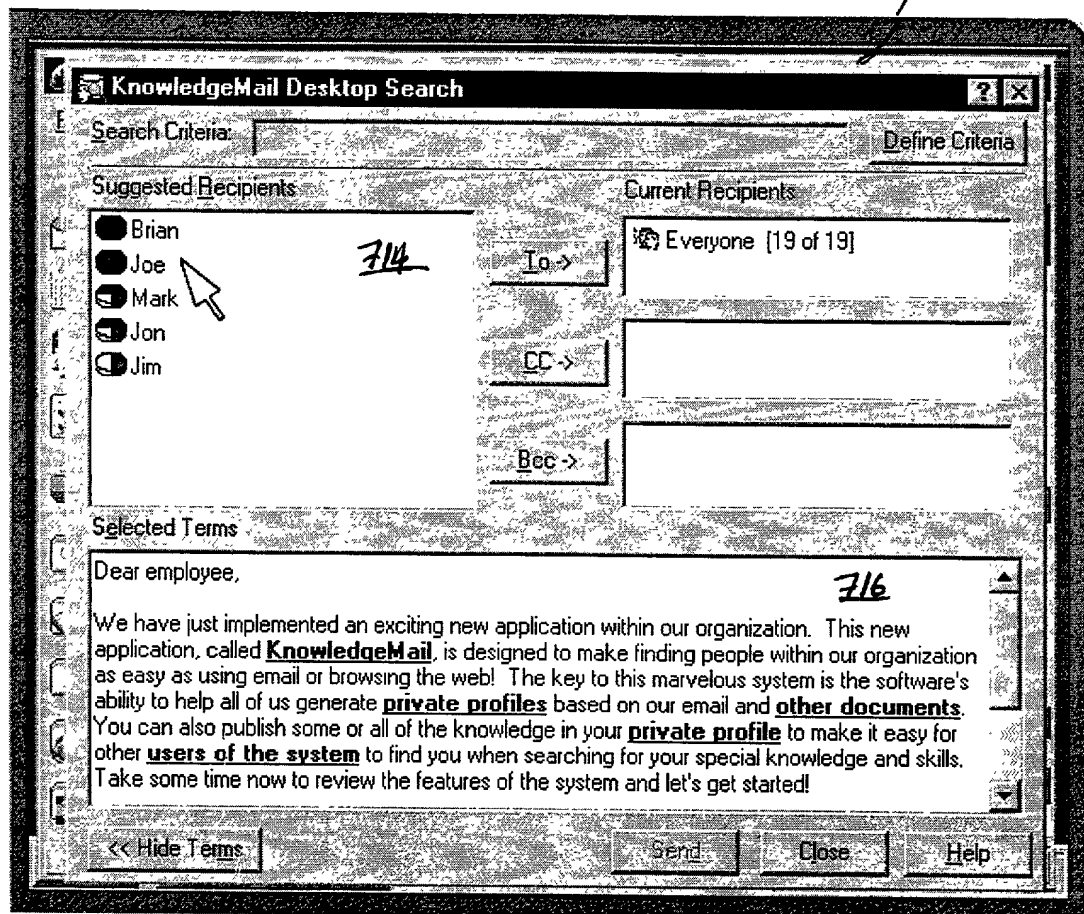 KnowledgeMail Desktop Search
? X
Search Criteria:
Define Criteria
Suggested Recipients
Current Recipients
Brian
714
Joe
Mark
Jon
Jim
To ->
CC ->
Bcc ->
Everyone [19 of 19]
Selected Terms
Dear employee,
716
We have just implemented an exciting new application within our organization. This new
application, called KnowledgeMail, is designed to make finding people within our organization
as easy as using email or browsing the web! The key to this marvelous system is the software's
ability to help all of us generate private profiles based on our email and other documents.
You can also publish some or all of the knowledge in your private profile to make it easy for
other users of the system to find you when searching for your special knowledge and skills.
Take some time now to review the features of the system and let's get started!
<< Hide Terms
Send
Close
Help